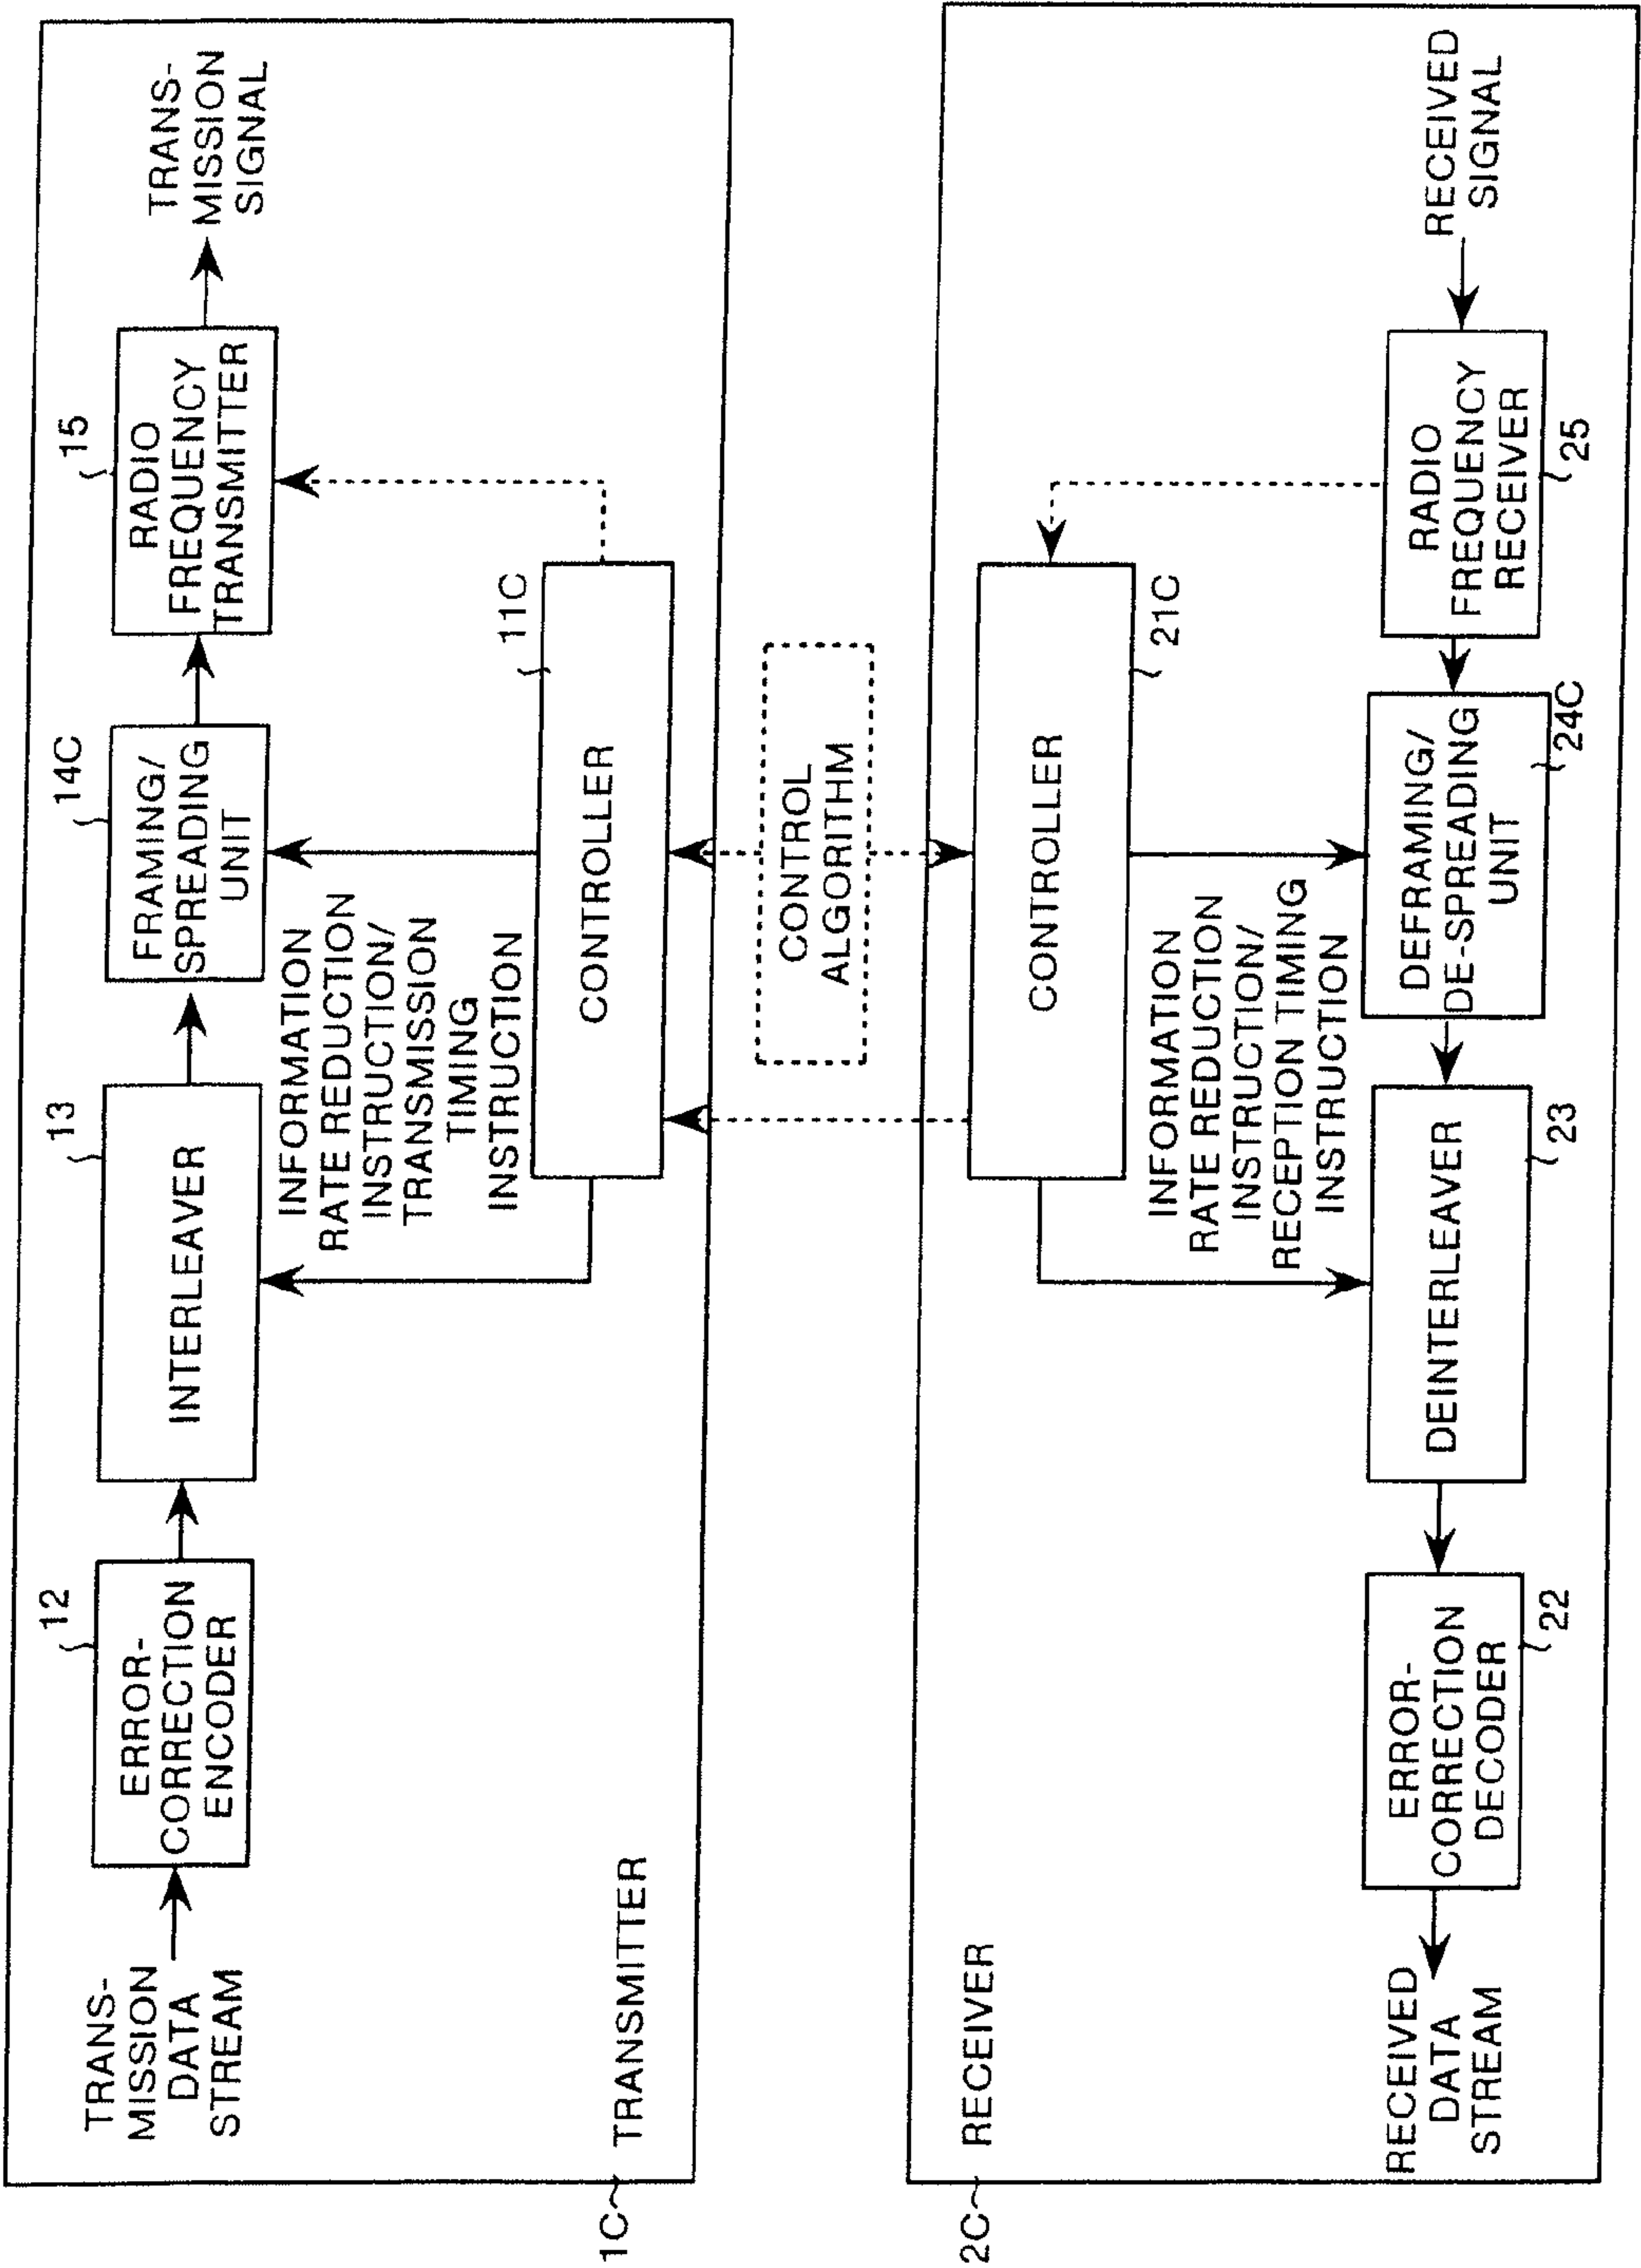 TRANS-
MISSION
DATA
STREAM
12
ERROR-
CORRECTION
ENCODER
13
INTERLEAVER
14C
FRAMING/
SPREADING
UNIT
15
RADIO
FREQUENCY
TRANSMITTER
TRANS-
MISSION
SIGNAL
INFORMATION
RATE REDUCTION
INSTRUCTION/
TRANSMISSION
TIMING
INSTRUCTION
11C
CONTROLLER
1C
TRANSMITTER
CONTROL
ALGORITHM
2C
RECEIVER
CONTROLLER
21C
INFORMATION
RATE REDUCTION
INSTRUCTION/
RECEPTION TIMING
INSTRUCTION
RECEIVED
DATA
STREAM
ERROR-
CORRECTION
DECODER
22
DEINTERLEAVER
23
DEFRAMING/
DE-SPREADING
UNIT
24C
RADIO
FREQUENCY
RECEIVER
25
RECEIVED
SIGNAL